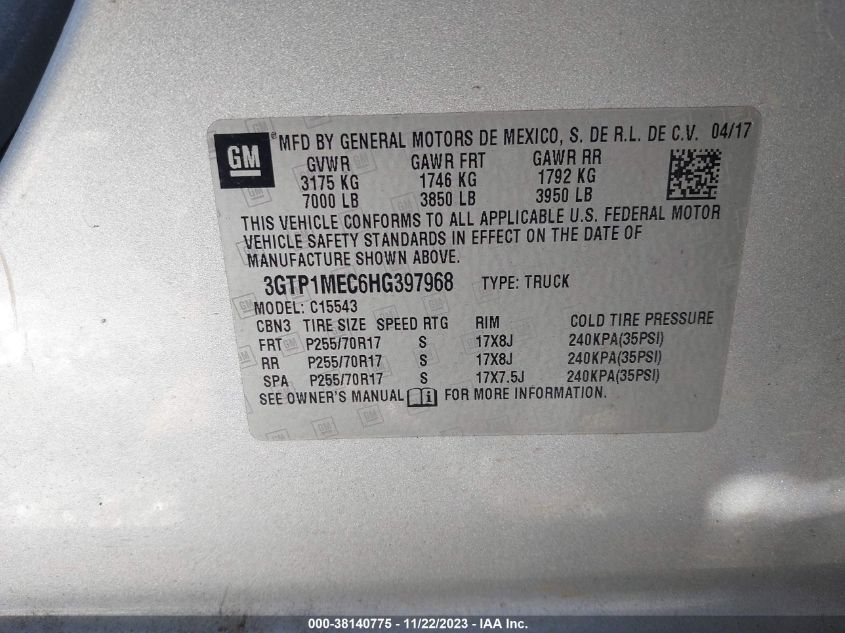 GM
® MFD BY GENERAL MOTORS DE MEXICO, S. DE R.L. DE C.V. 04/17
GVWR GAWR FRT GAWR RR
3175 KG 1746 KG 1792 KG
7000 LB 3850 LB 3950 LB
THIS VEHICLE CONFORMS TO ALL APPLICABLE U.S. FEDERAL MOTOR
VEHICLE SAFETY STANDARDS IN EFFECT ON THE DATE OF
MANUFACTURE SHOWN ABOVE.
3GTP1MEC6HG397968 TYPE: TRUCK
MODEL: C15543
CBN3 TIRE SIZE SPEED RTG RIM COLD TIRE PRESSURE
FRT P255/70R17 S 17X8J 240KPA(35PSI)
RR P255/70R17 S 17X8J 240KPA(35PSI)
SPA P255/70R17 S 17X7.5J 240KPA(35PSI)
SEE OWNER'S MANUAL FOR MORE INFORMATION.
000-38140775 - 11/22/2023 - IAA Inc.